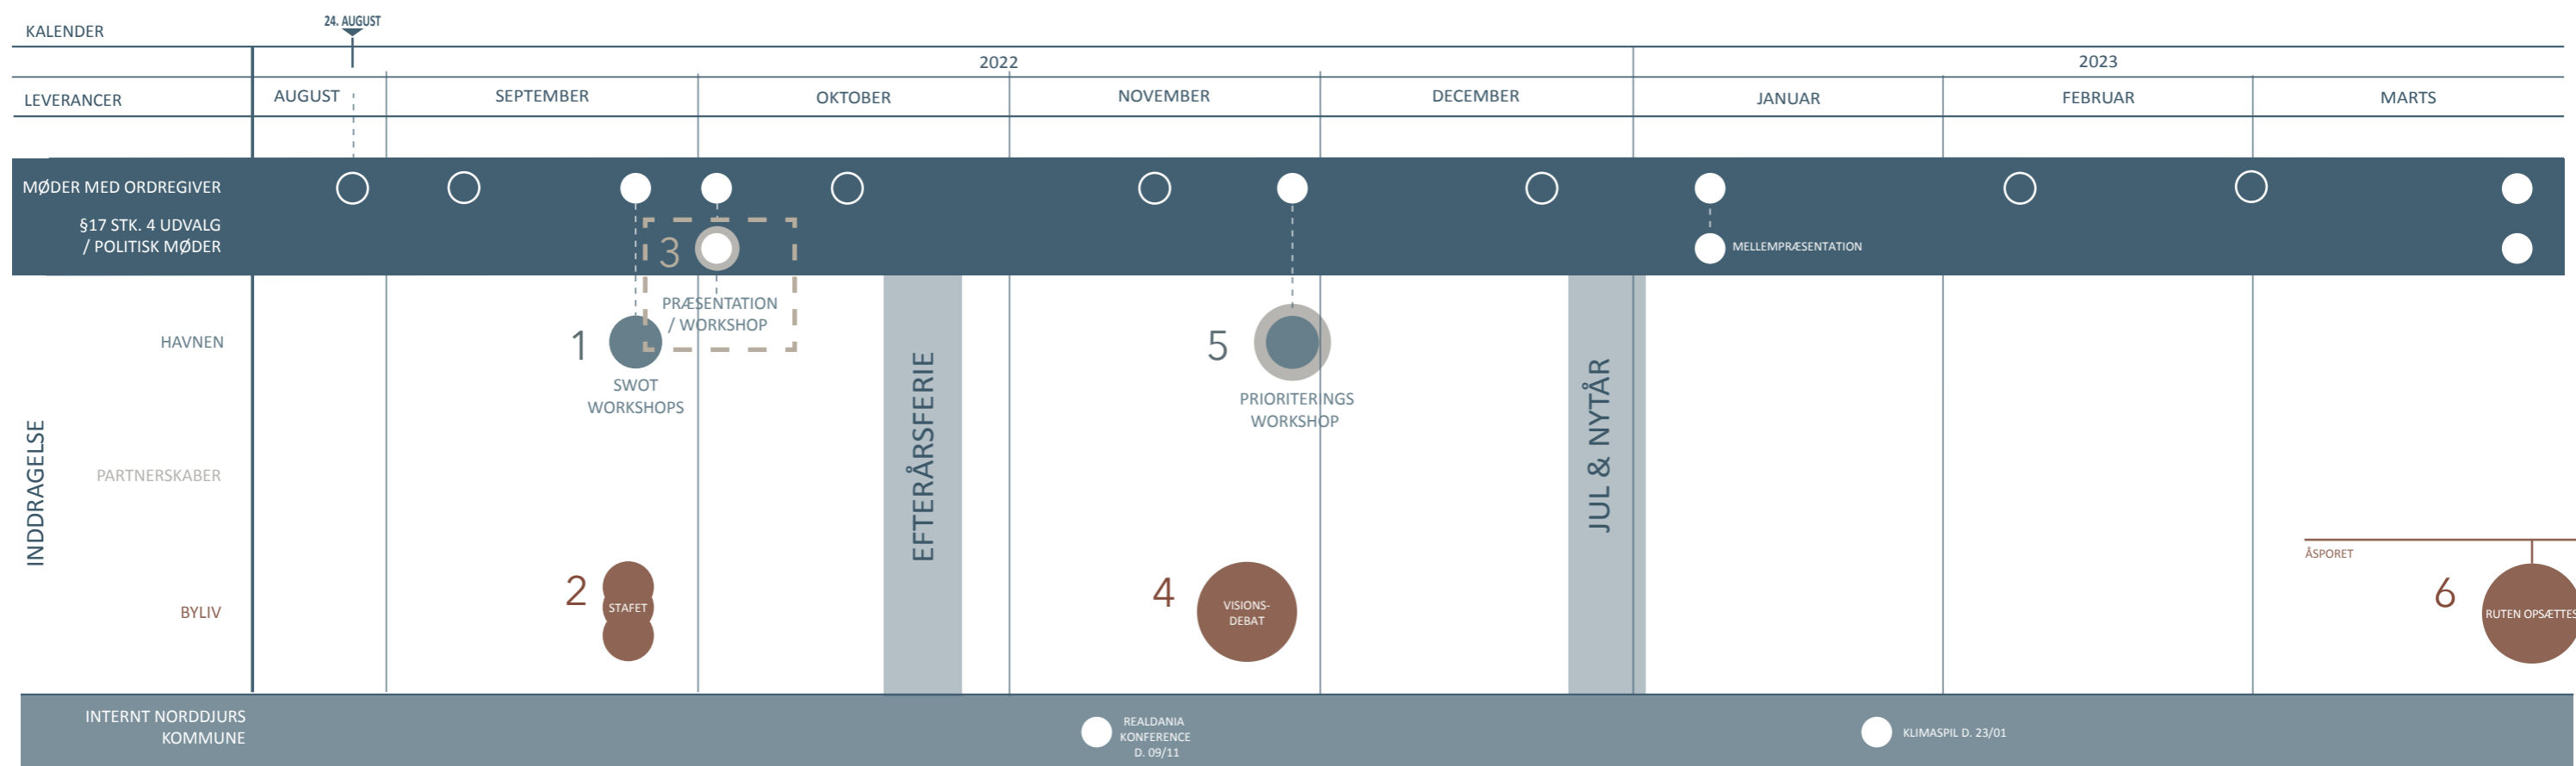 KALENDER
24. AUGUST
2022
2023
LEVERANCER
AUGUST
SEPTEMBER
OKTOBER
NOVEMBER
DECEMBER
JANUAR
FEBRUAR
MARTS
MØDER MED ORDREGIVER
§17 STK. 4 UDVALG
/ POLITISK MØDER
3
MELLEMPRÆSENTATION
PRÆSENTATION
/ WORKSHOP
INDDRAGELSE
HAVNEN
1
SWOT
WORKSHOPS
5
PRIORITERINGS
WORKSHOP
EFTERÅRSFERIE
JUL & NYTÅR
PARTNERSKABER
BYLIV
2
STAFET
4
VISIONS-
DEBAT
ÅSPORET
6
RUTEN OPSÆTTES
INTERNT NORDDJURS
KOMMUNE
REALDANIA
KONFERENCE
D. 09/11
KLIMASPIL D. 23/01